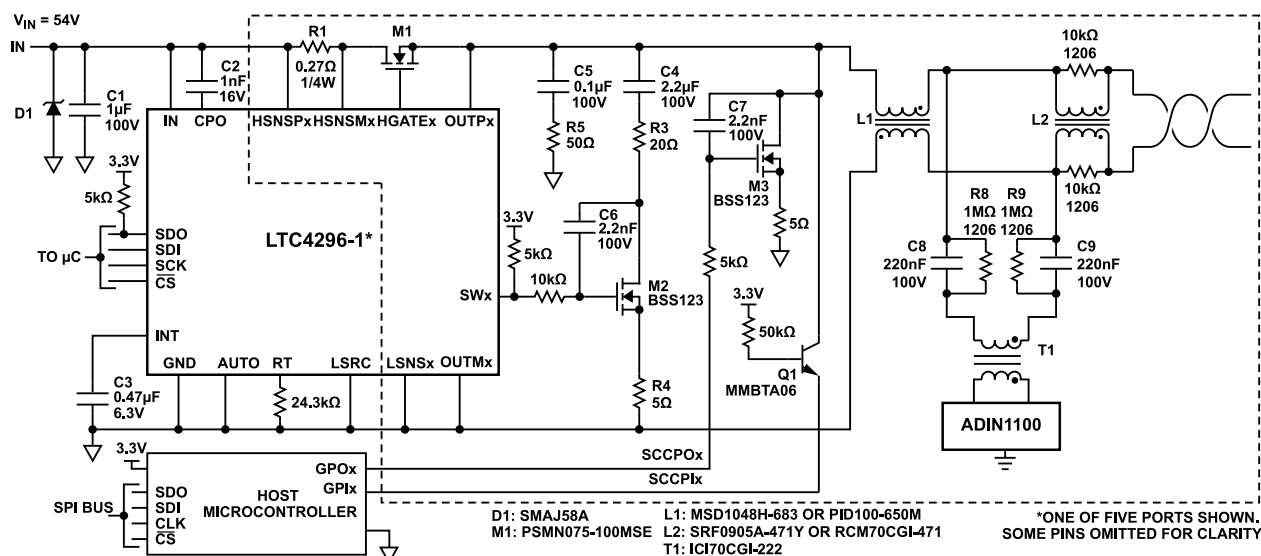 VIN = 54V
IN
R1
0.27Ω
1/4W
M1
C2
1nF
16V
D1
C1
1µF
100V
IN
CPO
HSNSPx
HSNSMx
HGATEx
OUTPx
C5
0.1µF
100V
R5
50Ω
C4
2.2µF
100V
R3
20Ω
C7
2.2nF
100V
M3
BSS123
5Ω
L1
10kΩ
1206
L2
10kΩ
1206
R8
1MΩ
1206
R9
1MΩ
1206
C8
220nF
100V
C9
220nF
100V
T1
ADIN1100
3.3V
5kΩ
TO µC
SDO
SDI
SCK
CS
LTC4296-1*
3.3V
5kΩ
10kΩ
SWx
C6
2.2nF
100V
M2
BSS123
5kΩ
3.3V
50kΩ
Q1
MMBTA06
INT
GND
AUTO
RT
LSRC
LSNSx
OUTMx
C3
0.47µF
6.3V
24.3kΩ
R4
5Ω
SCCPOx
SCCPIx
3.3V
SPI BUS
SDO
SDI
CLK
CS
GPOx
GPIx
HOST
MICROCONTROLLER
D1: SMAJ58A
M1: PSMN075-100MSE
L1: MSD1048H-683 OR PID100-650M
L2: SRF0905A-471Y OR RCM70CGI-471
T1: ICI70CGI-222
*ONE OF FIVE PORTS SHOWN.
SOME PINS OMITTED FOR CLARITY